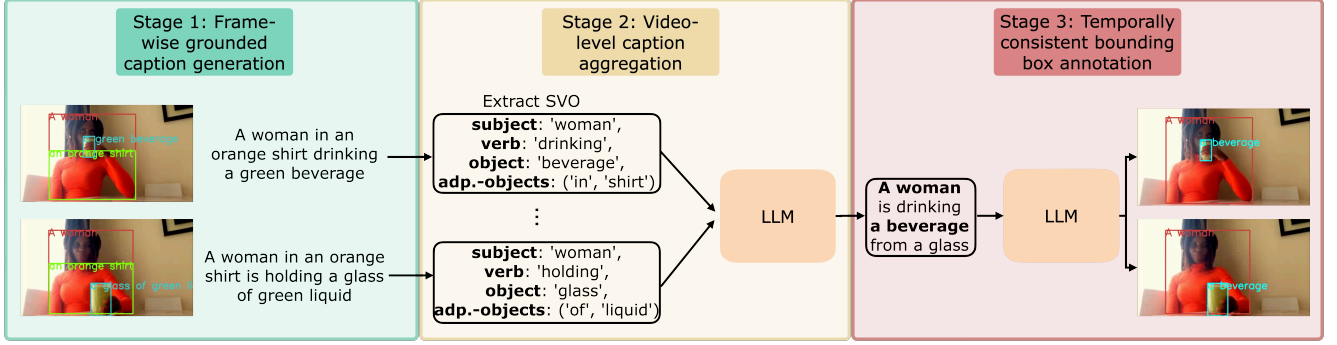 Stage 1: Frame-
wise grounded
caption generation
A woman
a green beverage
an orange shirt
A woman in an
orange shirt drinking
a green beverage
A woman
an orange shirt
a glass of green
A woman in an orange
shirt is holding a glass
of green liquid
Stage 2: Video-
level caption
aggregation
Extract SVO
subject: 'woman',
verb: 'drinking',
object: 'beverage',
adp.-objects: ('in', 'shirt')
⋮
subject: 'woman',
verb: 'holding',
object: 'glass',
adp.-objects: ('of', 'liquid')
LLM
Stage 3: Temporally
consistent bounding
box annotation
A woman
is drinking
a beverage
from a glass
LLM
A woman
a beverage
A woman
a beverage